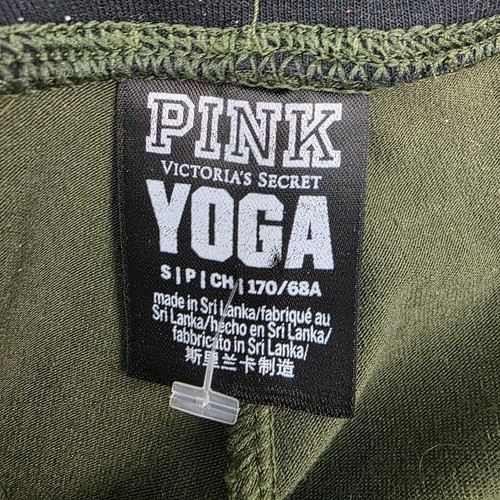 PINK
VICTORIA'S SECRET
YOGA
S | P | CH | 170/68A
made in Sri Lanka/fabriqué au
Sri Lanka/hecho en Sri Lanka/
fabbricato in Sri Lanka/
斯里兰卡制造